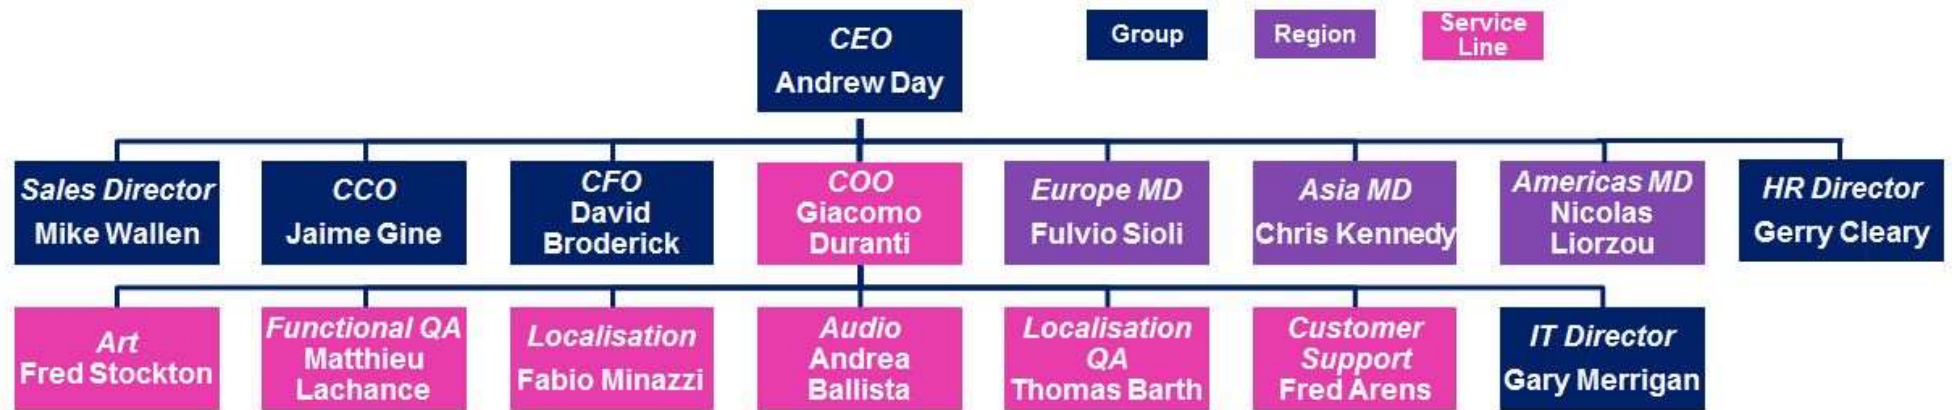 CEO
Andrew Day
Group
Region
Service
Line
Sales Director
Mike Wallen
CCO
Jaime Gine
CFO
David
Broderick
COO
Giacomo
Duranti
Europe MD
Fulvio Sioli
Asia MD
Chris Kennedy
Americas MD
Nicolas
Liorzou
HR Director
Gerry Cleary
Art
Fred Stockton
Functional QA
Matthieu
Lachance
Localisation
Fabio Minazzi
Audio
Andrea
Ballista
Localisation
QA
Thomas Barth
Customer
Support
Fred Arens
IT Director
Gary Merrigan